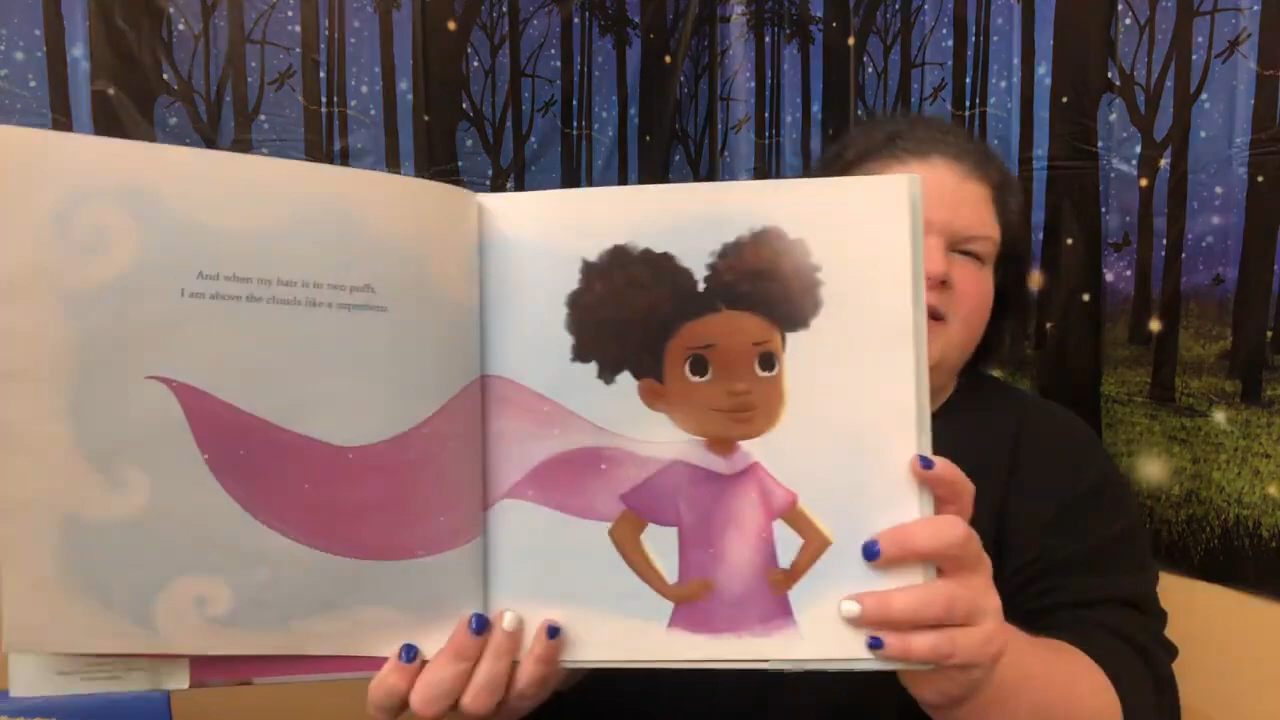 And when my hair is in two puffs,
I am above the clouds like a superhero.